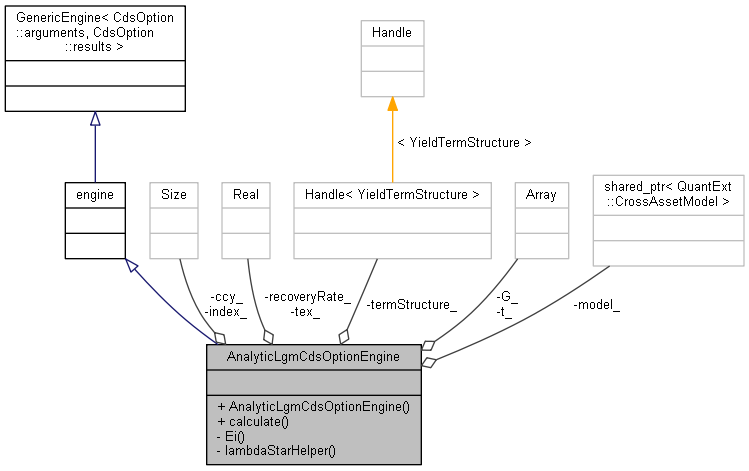 GenericEngine< CdsOption
::arguments, CdsOption
::results >
Handle
< YieldTermStructure >
engine
Size
Real
Handle< YieldTermStructure >
Array
shared_ptr< QuantExt
::CrossAssetModel >
-ccy_
-index_
-recoveryRate_
-tex_
-termStructure_
-G_
-t_
-model_
AnalyticLgmCdsOptionEngine
+ AnalyticLgmCdsOptionEngine()
+ calculate()
- Ei()
- lambdaStarHelper()